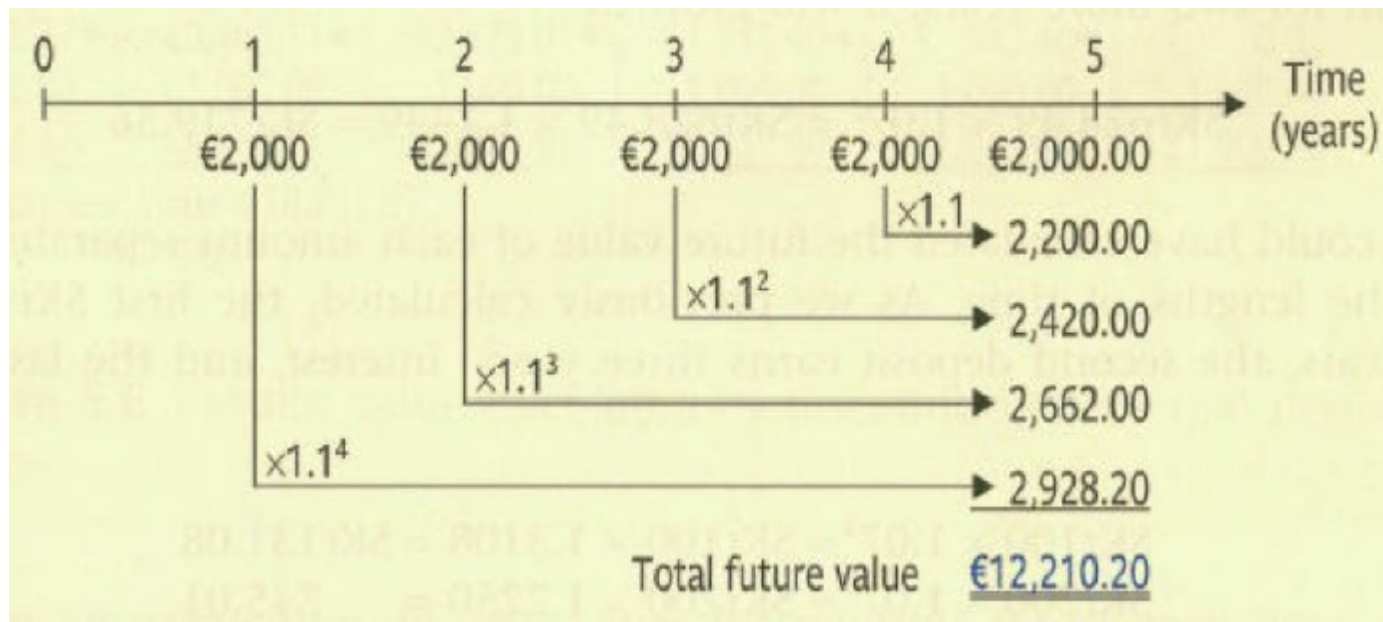 0 1 2 3 4 5 Time
(years)
€2,000 €2,000 €2,000 €2,000 €2,000.00
×1.1 2,200.00
×1.1² 2,420.00
×1.1³ 2,662.00
×1.1⁴ 2,928.20
Total future value €12,210.20